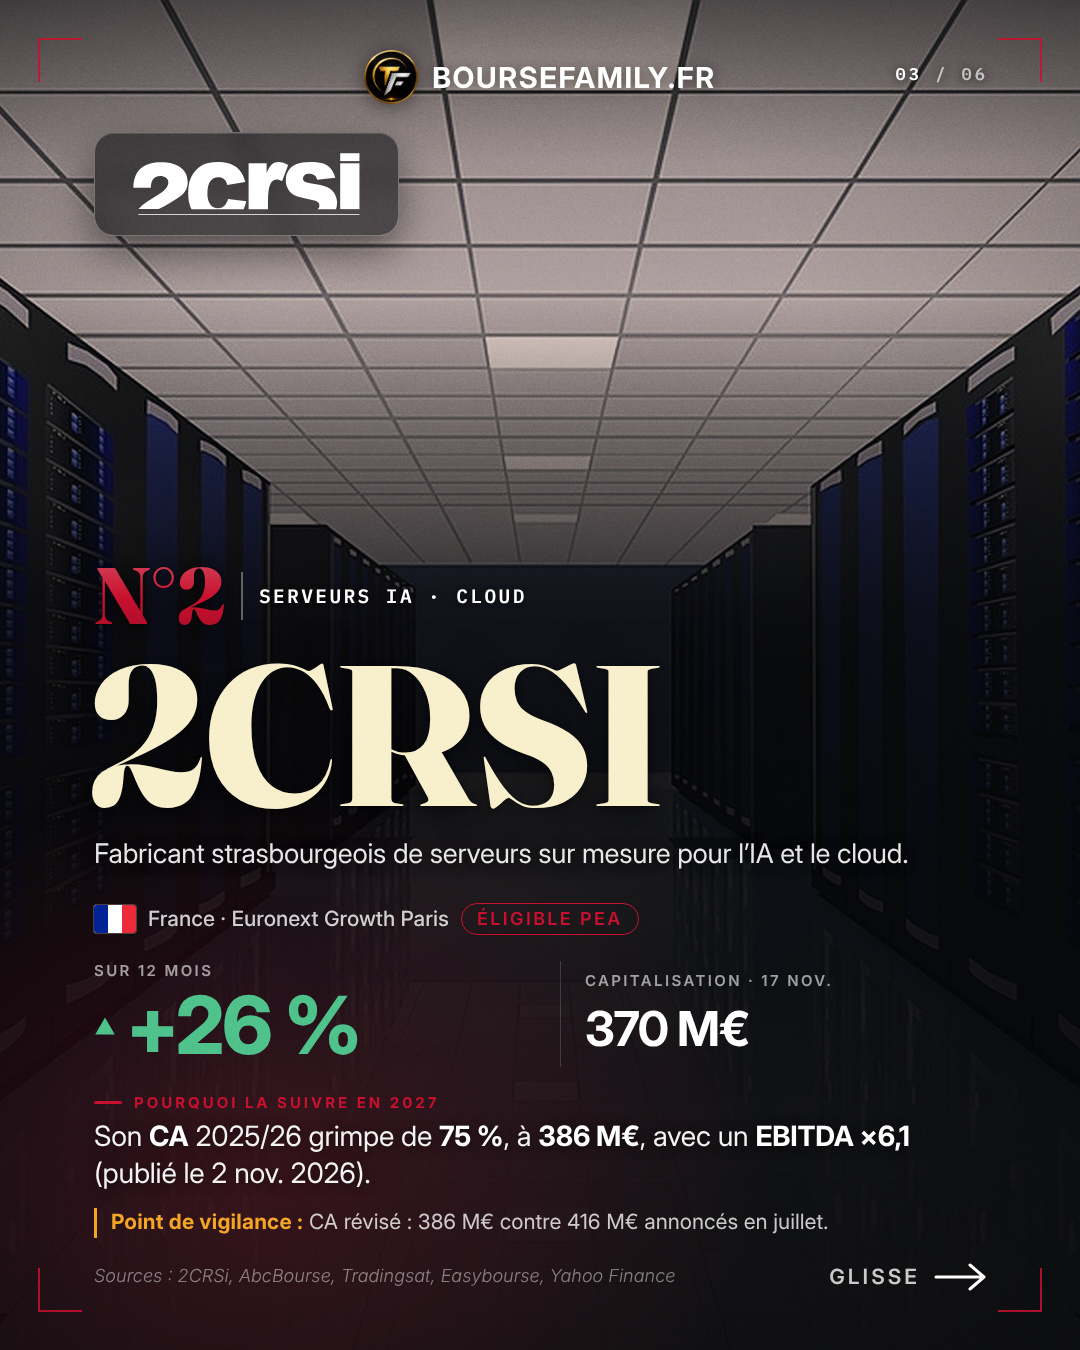 BOURSEFAMILY.FR
03 / 06
2crsi
N°2
SERVEURS IA · CLOUD
2CRSI
Fabricant strasbourgeois de serveurs sur mesure pour l'IA et le cloud.
France · Euronext Growth Paris
ÉLIGIBLE PEA
SUR 12 MOIS
+26 %
CAPITALISATION · 17 NOV.
370 M€
POURQUOI LA SUIVRE EN 2027
Son CA 2025/26 grimpe de 75 %, à 386 M€, avec un EBITDA ×6,1
(publié le 2 nov. 2026).
Point de vigilance : CA révisé : 386 M€ contre 416 M€ annoncés en juillet.
Sources : 2CRSi, AbcBourse, Tradingsat, Easybourse, Yahoo Finance
GLISSE